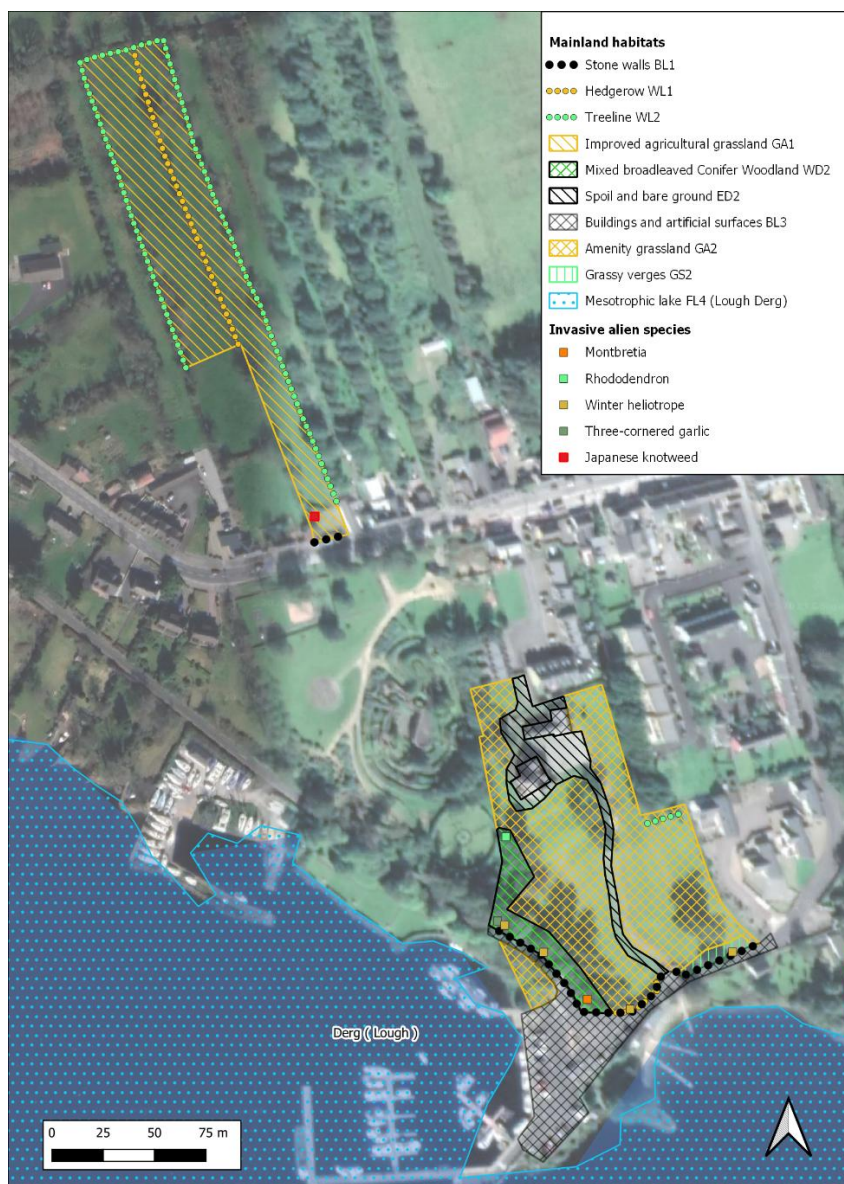 Mainland habitats
Stone walls BL1
Hedgerow WL1
Treeline WL2
Improved agricultural grassland GA1
Mixed broadleaved Conifer Woodland WD2
Spoil and bare ground ED2
Buildings and artificial surfaces BL3
Amenity grassland GA2
Grassy verges GS2
Mesotrophic lake FL4 (Lough Derg)
Invasive alien species
Montbretia
Rhododendron
Winter heliotrope
Three-cornered garlic
Japanese knotweed
Derg ( Lough )
0 25 50 75 m